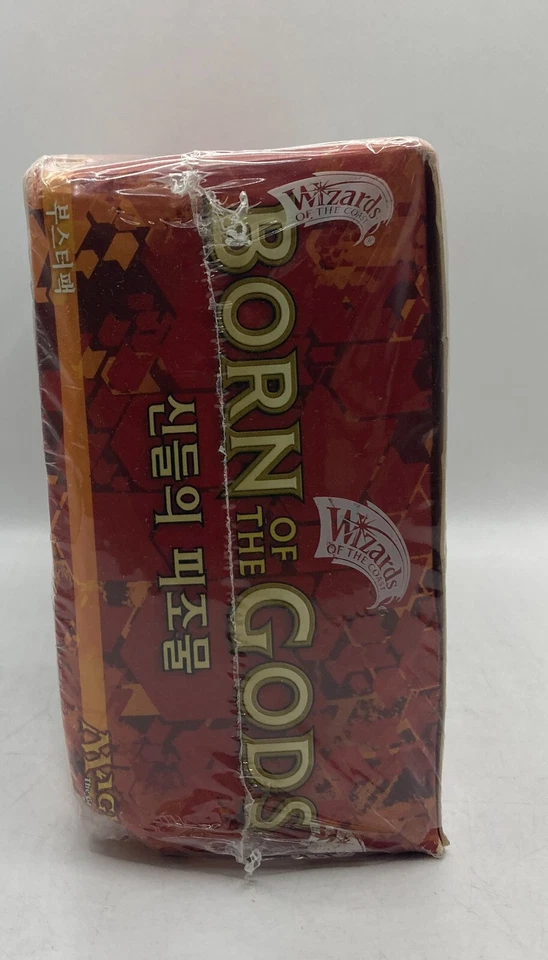 Wizards
OF THE COAST
BORN
OF
THE
GODS
신들의 피조물
부스터 팩
Wizards
OF THE COAST
MAG